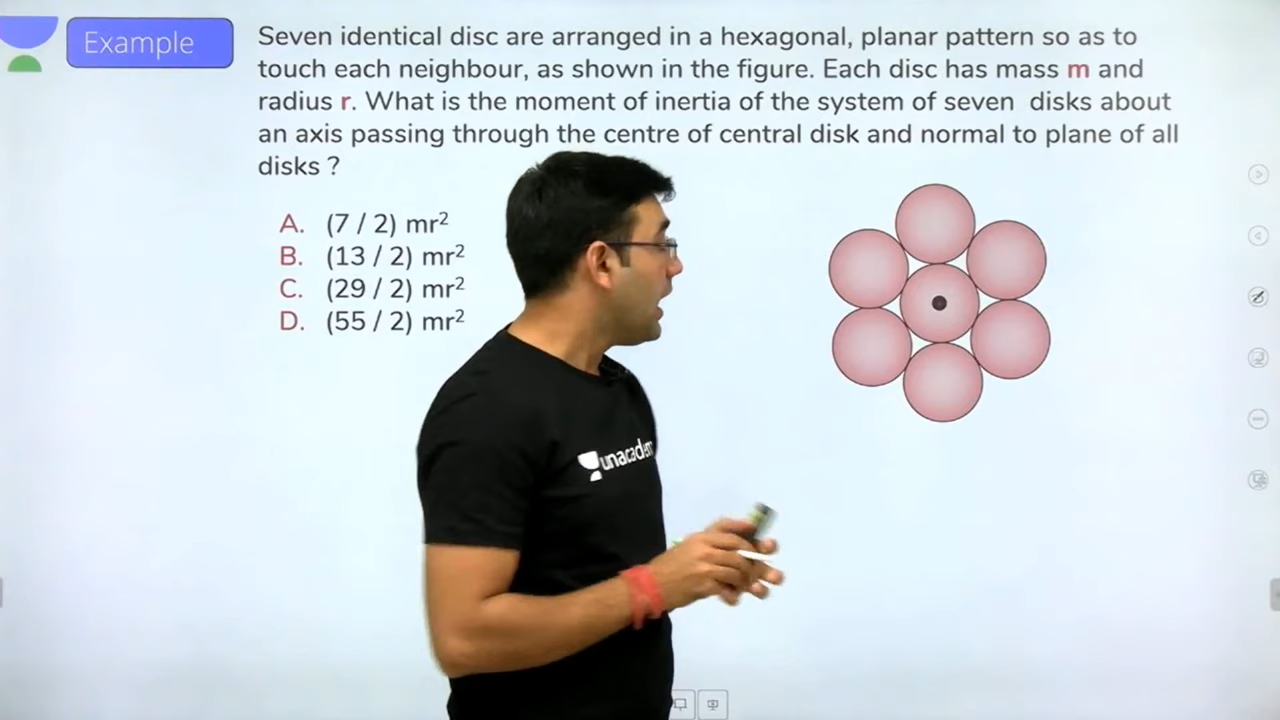 Example
Seven identical disc are arranged in a hexagonal, planar pattern so as to
touch each neighbour, as shown in the figure. Each disc has mass m and
radius r. What is the moment of inertia of the system of seven disks about
an axis passing through the centre of central disk and normal to plane of all
disks ?
A. (7 / 2) mr²
B. (13 / 2) mr²
C. (29 / 2) mr²
D. (55 / 2) mr²
unacadem